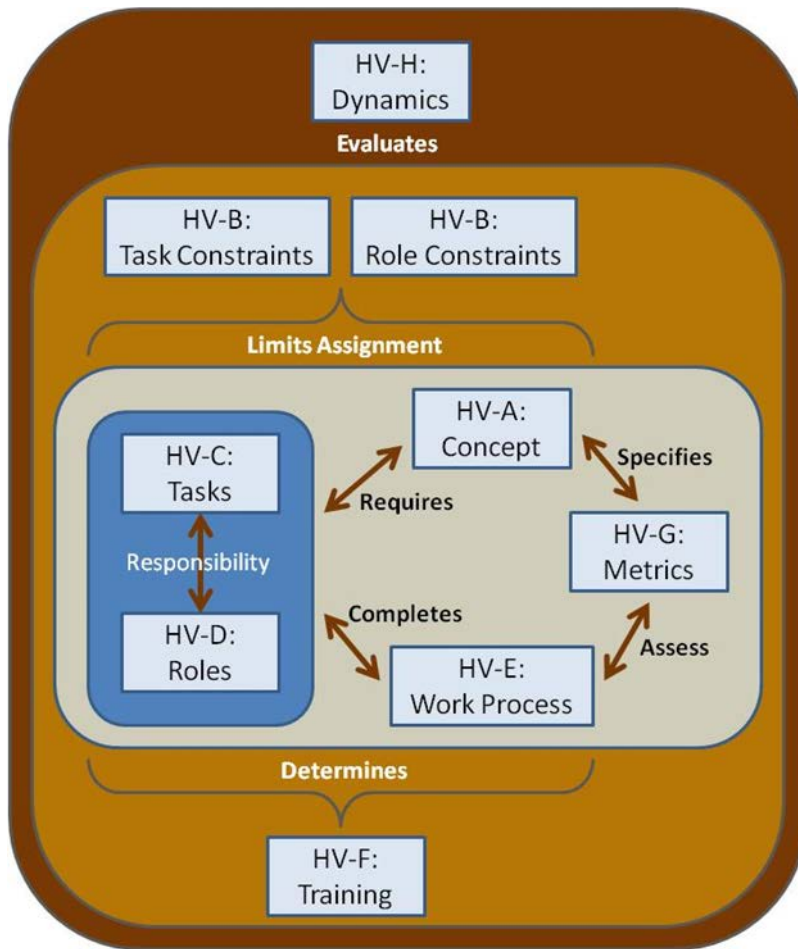 HV-H:
Dynamics
Evaluates
HV-B:
Task Constraints
HV-B:
Role Constraints
Limits Assignment
HV-A:
Concept
HV-C:
Tasks
Specifies
Requires
HV-G:
Metrics
Responsibility
Completes
HV-D:
Roles
Assess
HV-E:
Work Process
Determines
HV-F:
Training